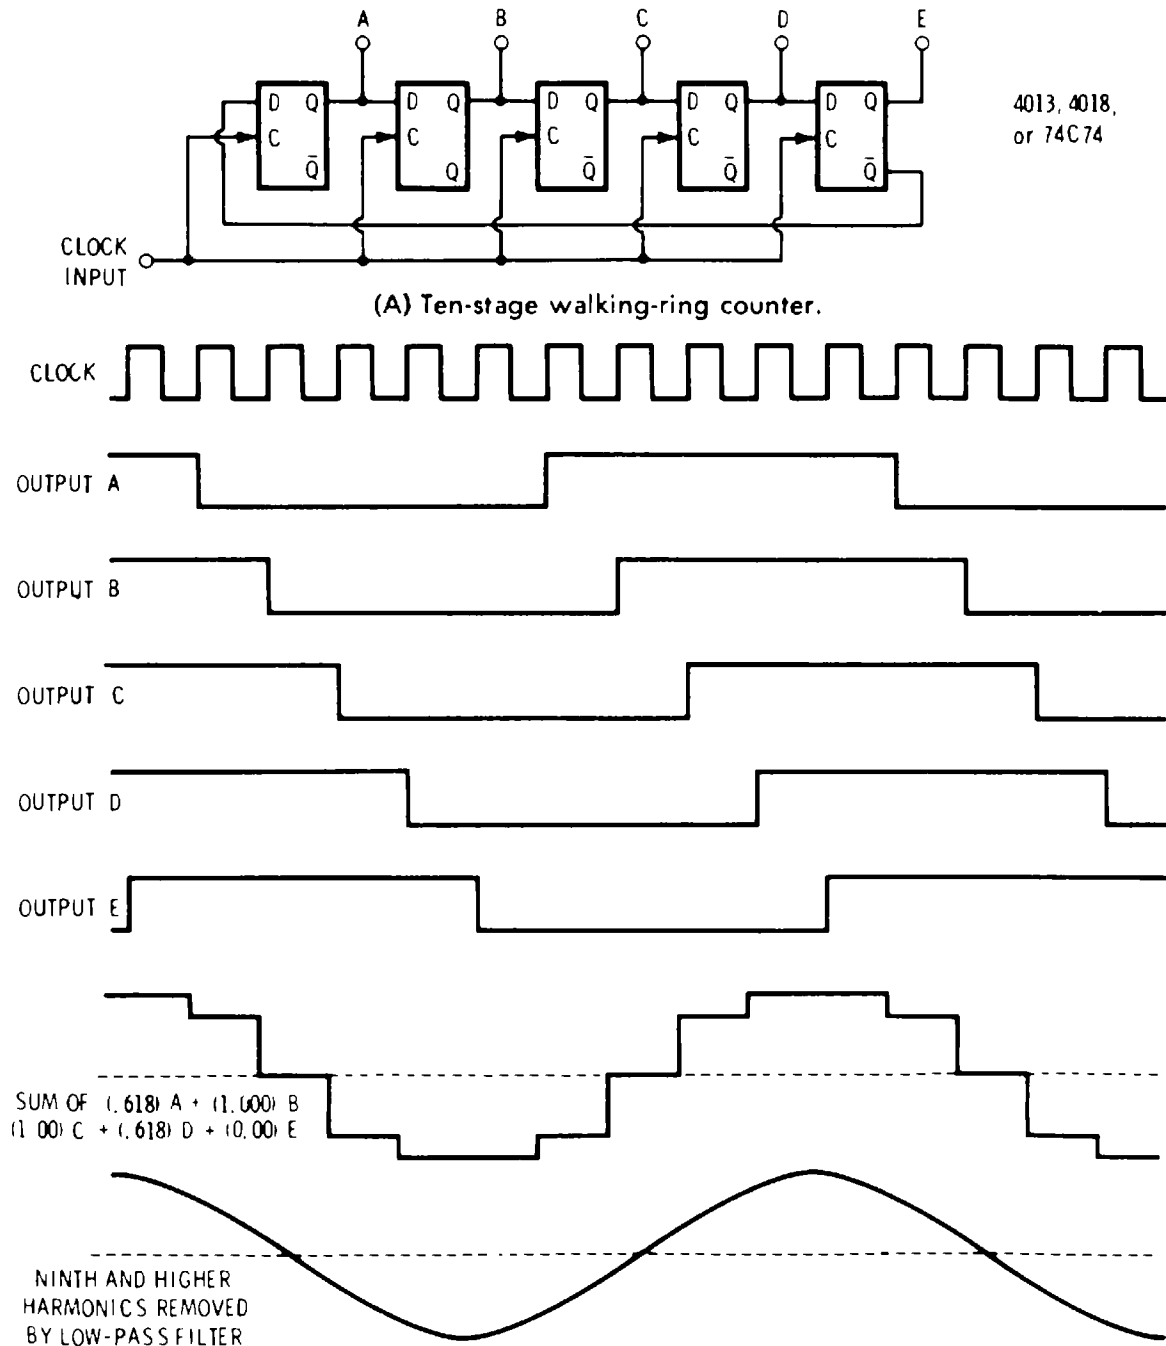 A B C D E
D Q D Q D Q D Q D Q
C C C C C
Q̅ Q Q̅ Q̅ Q̅
4013, 4018,
or 74C74
CLOCK
INPUT
(A) Ten-stage walking-ring counter.
CLOCK
OUTPUT A
OUTPUT B
OUTPUT C
OUTPUT D
OUTPUT E
SUM OF (.618) A + (1.000) B
(1 00) C + (.618) D + (0.00) E
NINTH AND HIGHER
HARMONICS REMOVED
BY LOW-PASS FILTER